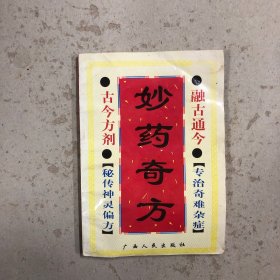 融古通今
【专治奇难杂症】
妙药奇方
古今方剂
【秘传神灵偏方】
广西人民出版社